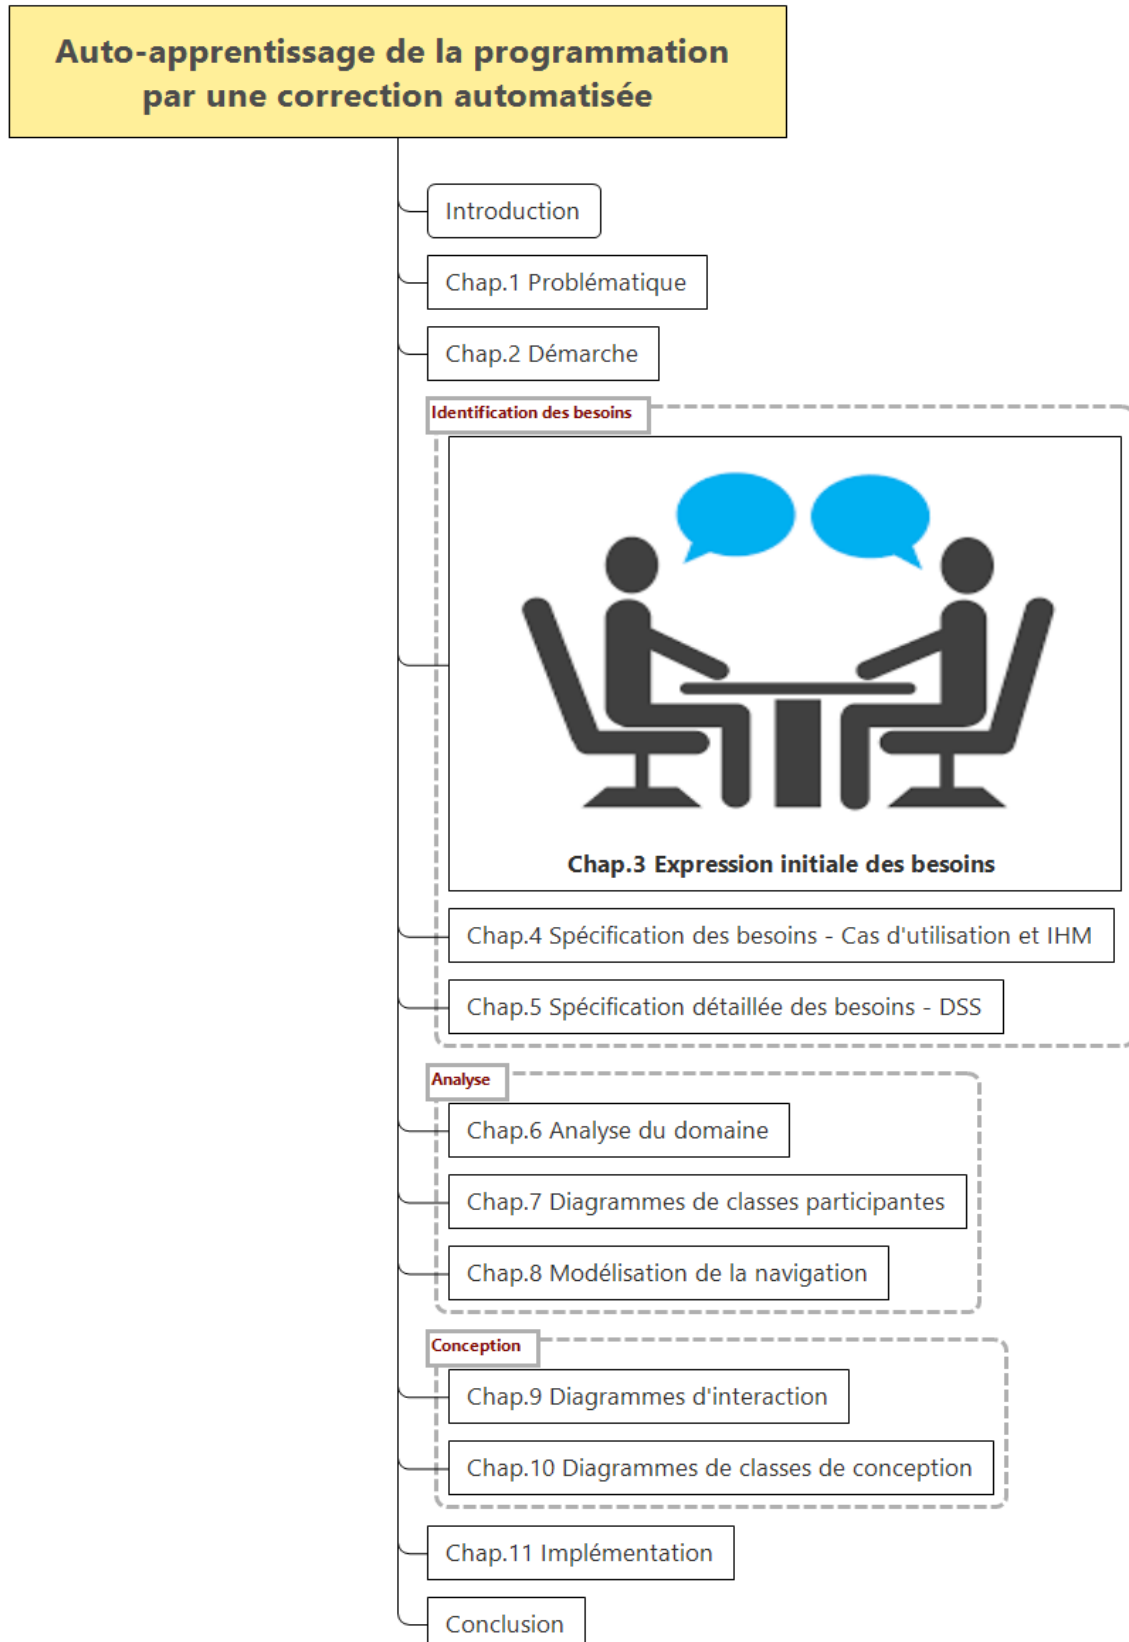 Auto-apprentissage de la programmation
par une correction automatisée
Introduction
Chap.1 Problématique
Chap.2 Démarche
Identification des besoins
Chap.3 Expression initiale des besoins
Chap.4 Spécification des besoins - Cas d'utilisation et IHM
Chap.5 Spécification détaillée des besoins - DSS
Analyse
Chap.6 Analyse du domaine
Chap.7 Diagrammes de classes participantes
Chap.8 Modélisation de la navigation
Conception
Chap.9 Diagrammes d'interaction
Chap.10 Diagrammes de classes de conception
Chap.11 Implémentation
Conclusion